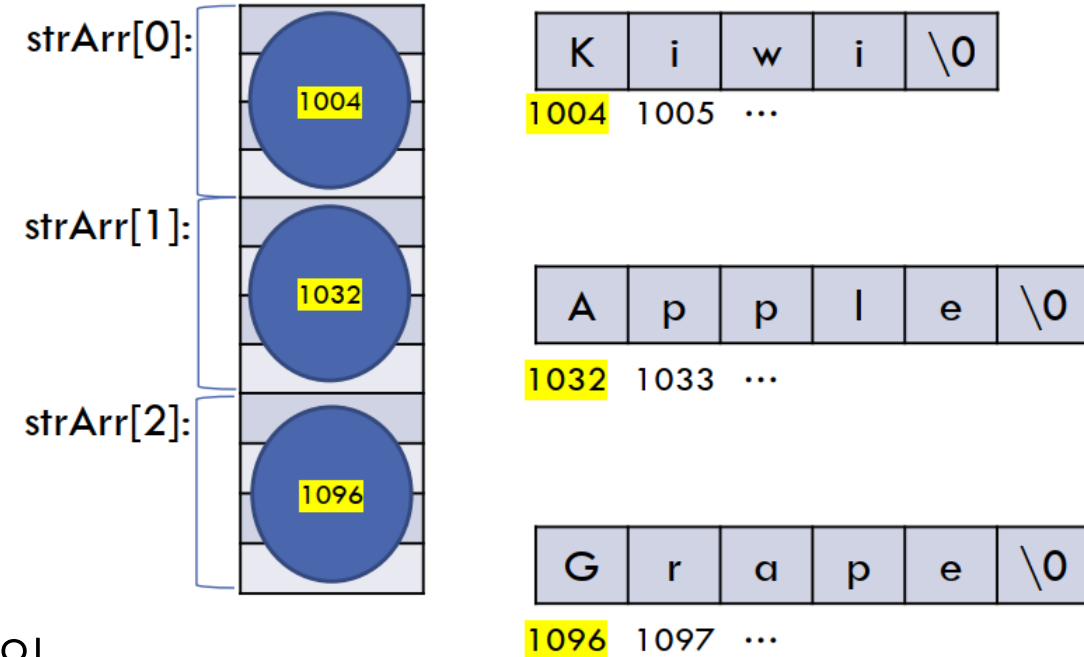 strArr[0]:
1004
K i w i \0
1004 1005 ...
strArr[1]:
1032
A p p l e \0
1032 1033 ...
strArr[2]:
1096
G r a p e \0
1096 1097 ...